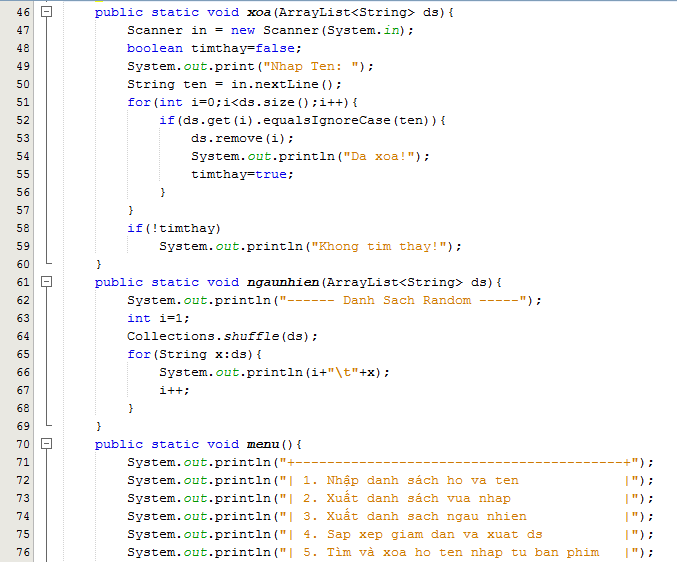 46 public static void xoa(ArrayList<String> ds){
47 Scanner in = new Scanner(System.in);
48 boolean timthay=false;
49 System.out.print("Nhap Ten: ");
50 String ten = in.nextLine();
51 for(int i=0;i<ds.size();i++){
52 if(ds.get(i).equalsIgnoreCase(ten)){
53 ds.remove(i);
54 System.out.println("Da xoa!");
55 timthay=true;
56 }
57 }
58 if(!timthay)
59 System.out.println("Khong tim thay!");
60 }
61 public static void ngaunhien(ArrayList<String> ds){
62 System.out.println("------ Danh Sach Random -----");
63 int i=1;
64 Collections.shuffle(ds);
65 for(String x:ds){
66 System.out.println(i+"\t"+x);
67 i++;
68 }
69 }
70 public static void menu(){
71 System.out.println("+-----------------------------------------+");
72 System.out.println("| 1. Nhập danh sách ho va ten |");
73 System.out.println("| 2. Xuất danh sách vua nhap |");
74 System.out.println("| 3. Xuất danh sach ngau nhien |");
75 System.out.println("| 4. Sap xep giam dan va xuat ds |");
76 System.out.println("| 5. Tìm và xoa ho ten nhap tu ban phim |");